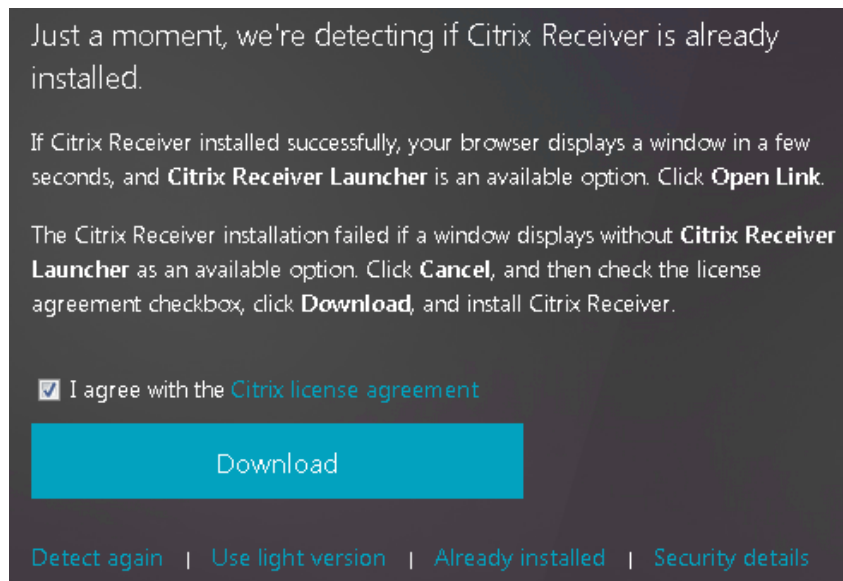 Just a moment, we're detecting if Citrix Receiver is already
installed.
If Citrix Receiver installed successfully, your browser displays a window in a few
seconds, and Citrix Receiver Launcher is an available option. Click Open Link.
The Citrix Receiver installation failed if a window displays without Citrix Receiver
Launcher as an available option. Click Cancel, and then check the license
agreement checkbox, click Download, and install Citrix Receiver.
I agree with the Citrix license agreement
Download
Detect again | Use light version | Already installed | Security details